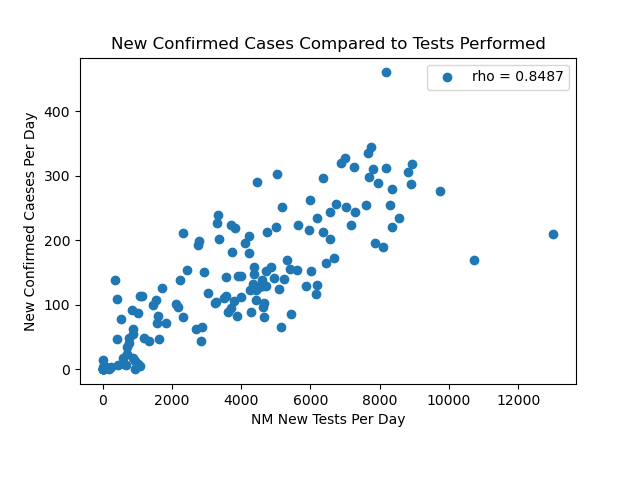 New Confirmed Cases Compared to Tests Performed
rho = 0.8487
New Confirmed Caeses Per Day
400
300
200
100
0
0 2000 4000 6000 8000 10000 12000
NM New Tests Per Day